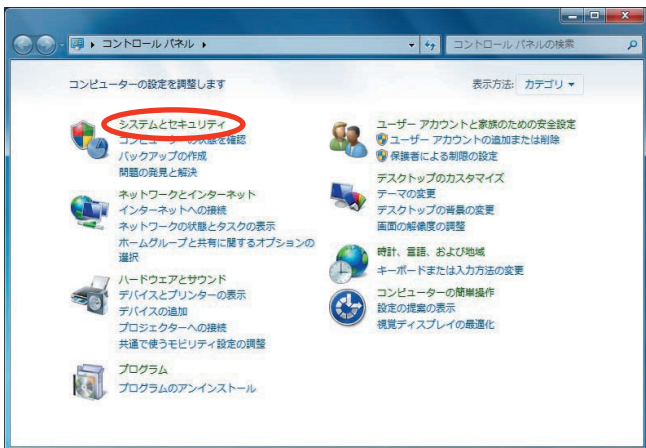 コントロール パネル
コントロール パネルの検索
コンピューターの設定を調整します
表示方法: カテゴリ
システムとセキュリティ
コンピューターの状態を確認
バックアップの作成
問題の発見と解決
ネットワークとインターネット
インターネットへの接続
ネットワークの状態とタスクの表示
ホームグループと共有に関するオプションの
選択
ハードウェアとサウンド
デバイスとプリンターの表示
デバイスの追加
プロジェクターへの接続
共通で使うモビリティ設定の調整
プログラム
プログラムのアンインストール
ユーザー アカウントと家族のための安全設定
ユーザー アカウントの追加または削除
保護者による制限の設定
デスクトップのカスタマイズ
テーマの変更
デスクトップの背景の変更
画面の解像度の調整
時計、言語、および地域
キーボードまたは入力方法の変更
コンピューターの簡単操作
設定の提案の表示
視覚ディスプレイの最適化